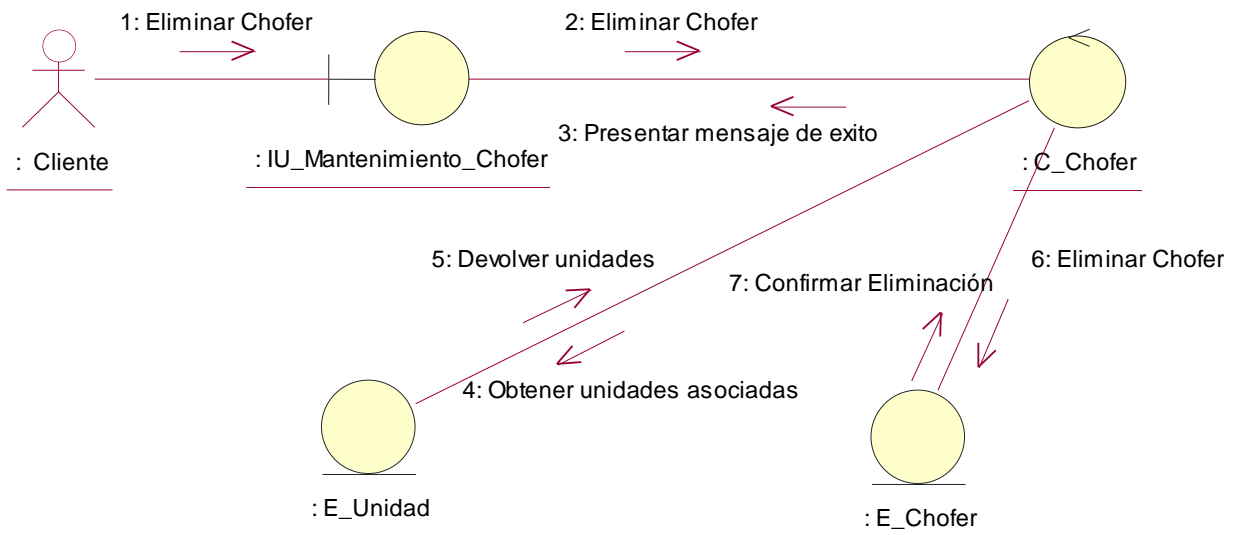 1: Eliminar Chofer
2: Eliminar Chofer
3: Presentar mensaje de exito
: Cliente
: IU_Mantenimiento_Chofer
: C_Chofer
5: Devolver unidades
7: Confirmar Eliminación
6: Eliminar Chofer
4: Obtener unidades asociadas
: E_Unidad
: E_Chofer